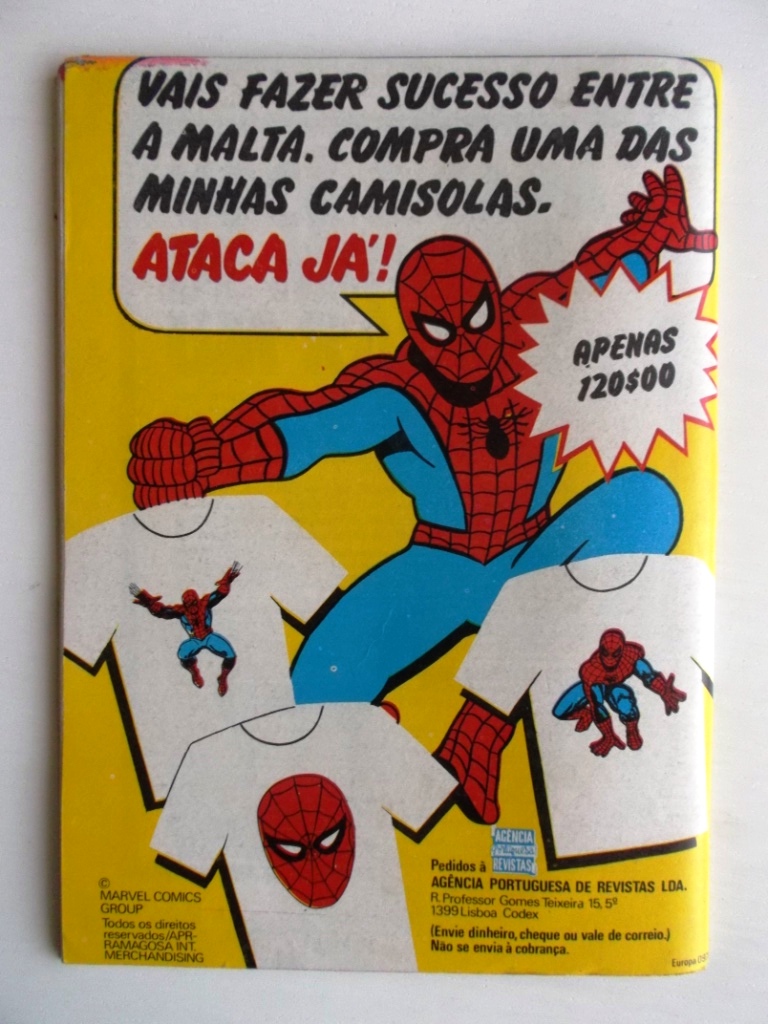 VAIS FAZER SUCESSO ENTRE
A MALTA. COMPRA UMA DAS
MINHAS CAMISOLAS.
ATACA JÁ!
APENAS
120$00
AGÊNCIA
REVISTAS
Pedidos à
AGÊNCIA PORTUGUESA DE REVISTAS LDA.
R. Professor Gomes Teixeira 15, 5º
1399 Lisboa Codex
(Envie dinheiro, cheque ou vale de correio.)
Não se envia à cobrança.
©
MARVEL COMICS
GROUP
Todos os direitos
reservados/APR-
RAMAGOSA INT.
MERCHANDISING
Europa